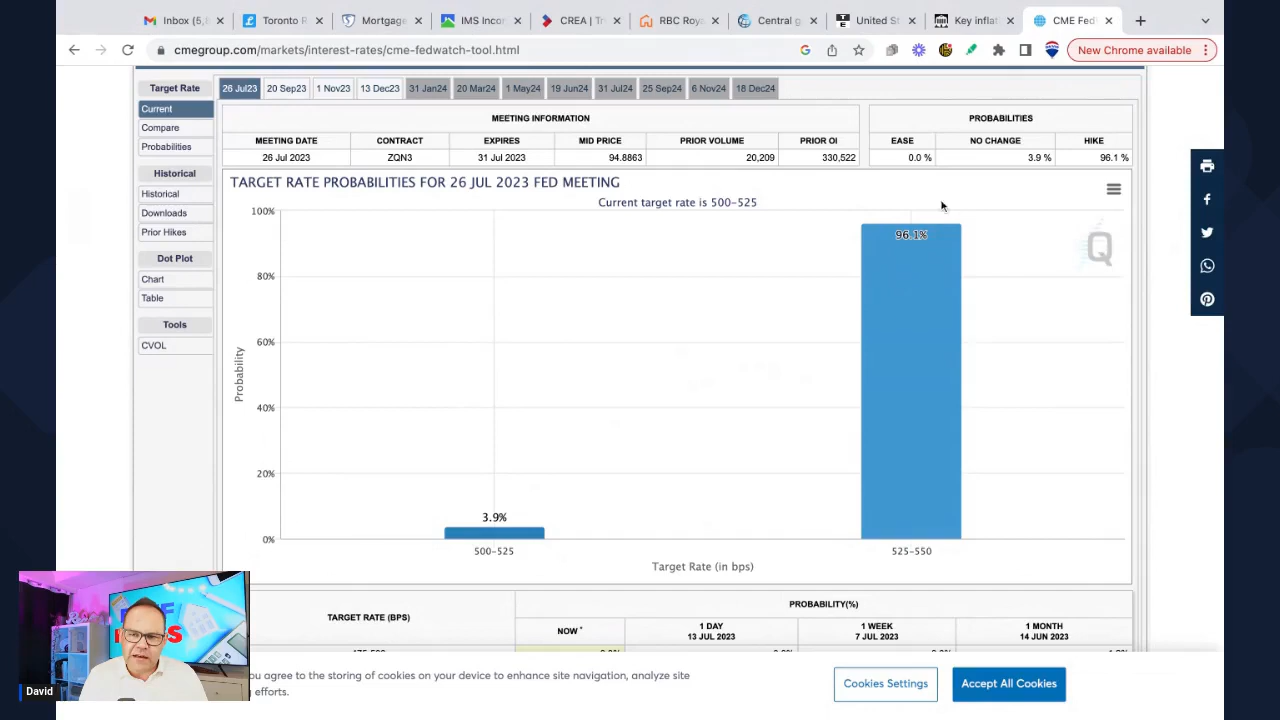 Inbox (5,
Toronto R
Mortgage
IMS Incor
CREA | Tr
RBC Roya
Central g
United St
Key inflat
CME Fed
cmegroup.com/markets/interest-rates/cme-fedwatch-tool.html
New Chrome available
Target Rate
Current
Compare
Probabilities
Historical
Historical
Downloads
Prior Hikes
Dot Plot
Chart
Table
Tools
CVOL
26 Jul23 20 Sep23 1 Nov23 13 Dec23 31 Jan24 20 Mar24 1 May24 19 Jun24 31 Jul24 25 Sep24 6 Nov24 18 Dec24
MEETING INFORMATION
MEETING DATE CONTRACT EXPIRES MID PRICE PRIOR VOLUME PRIOR OI
26 Jul 2023 ZQN3 31 Jul 2023 94.8863 20,209 330,522
PROBABILITIES
EASE NO CHANGE HIKE
0.0 % 3.9 % 96.1 %
TARGET RATE PROBABILITIES FOR 26 JUL 2023 FED MEETING
Current target rate is 500-525
Q
Probability
100%
80%
60%
40%
20%
0%
3.9%
96.1%
500-525 525-550
Target Rate (in bps)
TARGET RATE (BPS)
PROBABILITY(%)
NOW *
1 DAY
13 JUL 2023
1 WEEK
7 JUL 2023
1 MONTH
14 JUN 2023
you agree to the storing of cookies on your device to enhance site navigation, analyze site
efforts.
Cookies Settings
Accept All Cookies
David